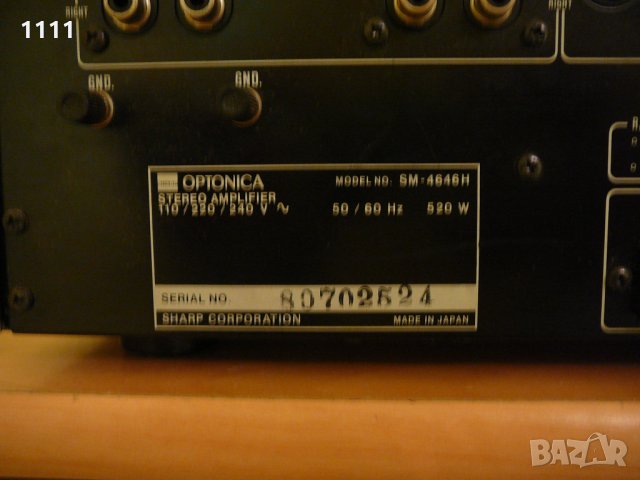 1111
RIGHT
RIGHT
GND.
GND.
OPTONICA MODEL NO: SM-4646H
STEREO AMPLIFIER
110/220/240 V ∿ 50/60 Hz 520 W
SERIAL NO. 80702524
SHARP CORPORATION MADE IN JAPAN
BAZAR